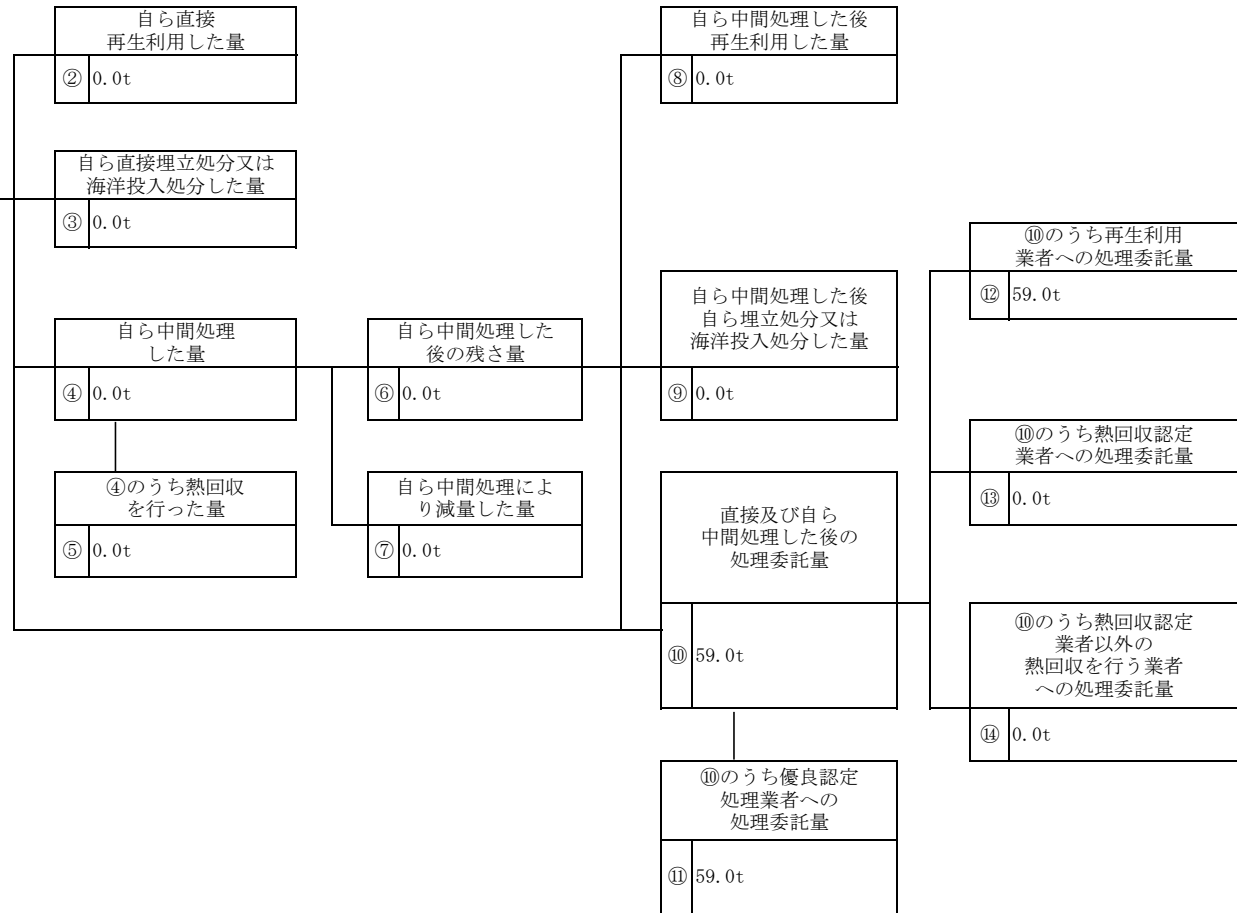 自ら直接
再生利用した量
② 0.0t
自ら直接埋立処分又は
海洋投入処分した量
③ 0.0t
自ら中間処理
した量
④ 0.0t
④のうち熱回収
を行った量
⑤ 0.0t
自ら中間処理した
後の残さ量
⑥ 0.0t
自ら中間処理によ
り減量した量
⑦ 0.0t
自ら中間処理した後
再生利用した量
⑧ 0.0t
自ら中間処理した後
自ら埋立処分又は
海洋投入処分した量
⑨ 0.0t
直接及び自ら
中間処理した後の
処理委託量
⑩ 59.0t
⑩のうち優良認定
処理業者への
処理委託量
⑪ 59.0t
⑩のうち再生利用
業者への処理委託量
⑫ 59.0t
⑩のうち熱回収認定
業者への処理委託量
⑬ 0.0t
⑩のうち熱回収認定
業者以外の
熱回収を行う業者
への処理委託量
⑭ 0.0t